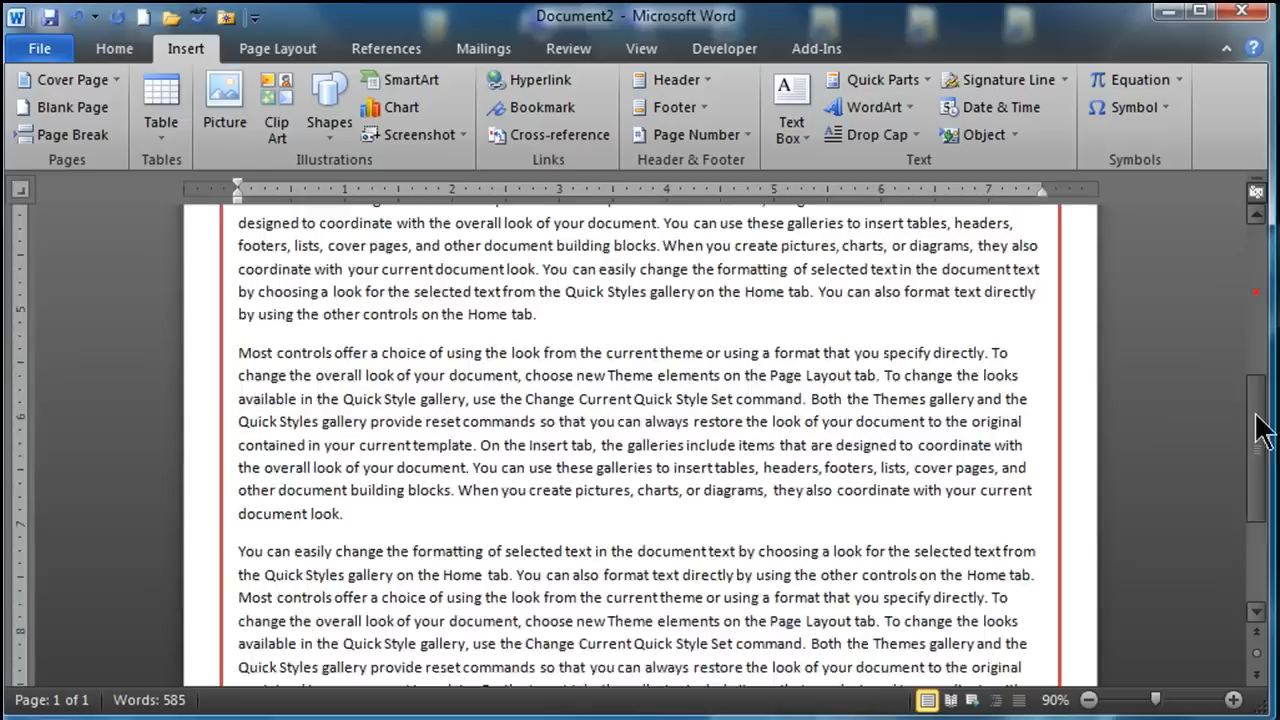 Document2 - Microsoft Word
File Home Insert Page Layout References Mailings Review View Developer Add-Ins
Cover Page
Blank Page
Page Break
Pages
Table
Tables
Picture
Clip Art
Shapes
SmartArt
Chart
Screenshot
Illustrations
Hyperlink
Bookmark
Cross-reference
Links
Header
Footer
Page Number
Header & Footer
Text Box
Quick Parts
WordArt
Drop Cap
Signature Line
Date & Time
Object
Text
Equation
Symbol
Symbols
1 2 3 4 5 6 7
designed to coordinate with the overall look of your document. You can use these galleries to insert tables, headers,
footers, lists, cover pages, and other document building blocks. When you create pictures, charts, or diagrams, they also
coordinate with your current document look. You can easily change the formatting of selected text in the document text
by choosing a look for the selected text from the Quick Styles gallery on the Home tab. You can also format text directly
by using the other controls on the Home tab.
Most controls offer a choice of using the look from the current theme or using a format that you specify directly. To
change the overall look of your document, choose new Theme elements on the Page Layout tab. To change the looks
available in the Quick Style gallery, use the Change Current Quick Style Set command. Both the Themes gallery and the
Quick Styles gallery provide reset commands so that you can always restore the look of your document to the original
contained in your current template. On the Insert tab, the galleries include items that are designed to coordinate with
the overall look of your document. You can use these galleries to insert tables, headers, footers, lists, cover pages, and
other document building blocks. When you create pictures, charts, or diagrams, they also coordinate with your current
document look.
You can easily change the formatting of selected text in the document text by choosing a look for the selected text from
the Quick Styles gallery on the Home tab. You can also format text directly by using the other controls on the Home tab.
Most controls offer a choice of using the look from the current theme or using a format that you specify directly. To
change the overall look of your document, choose new Theme elements on the Page Layout tab. To change the looks
available in the Quick Style gallery, use the Change Current Quick Style Set command. Both the Themes gallery and the
Quick Styles gallery provide reset commands so that you can always restore the look of your document to the original
5
6
7
8
Page: 1 of 1 Words: 585 90%